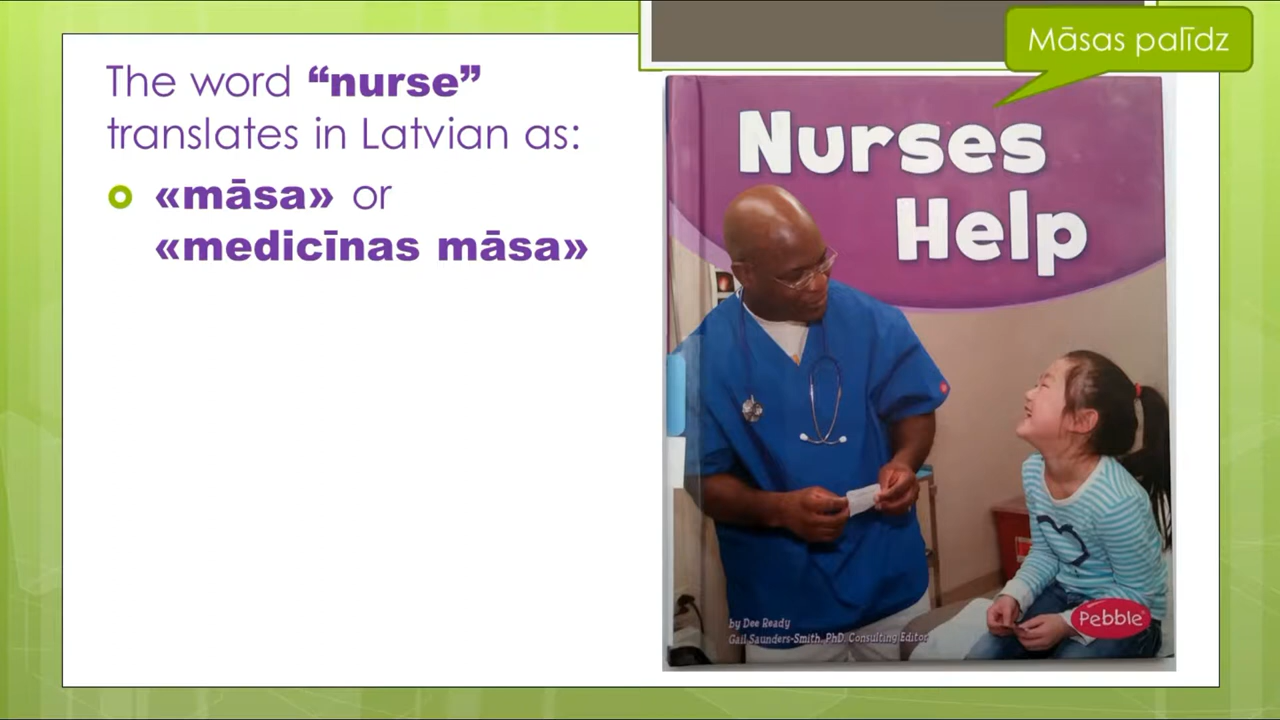 The word “nurse”
translates in Latvian as:
«māsa» or
«medicīnas māsa»
Māsas palīdz
Nurses
Help
by Dee Ready
Gail Saunders-Smith, PhD, Consulting Editor
Pebble